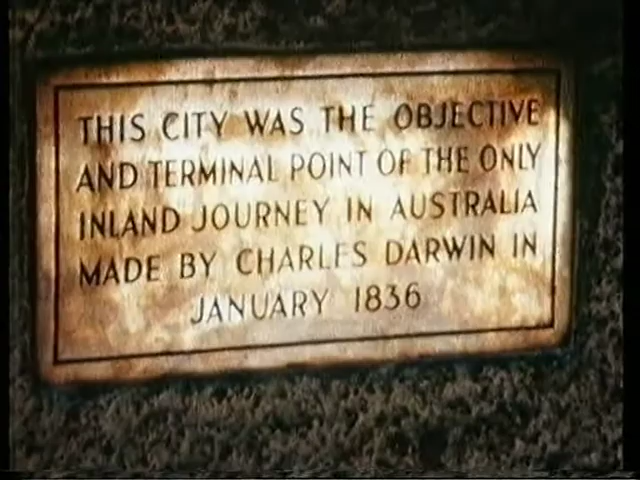 THIS CITY WAS THE OBJECTIVE
AND TERMINAL POINT OF THE ONLY
INLAND JOURNEY IN AUSTRALIA
MADE BY CHARLES DARWIN IN
JANUARY 1836